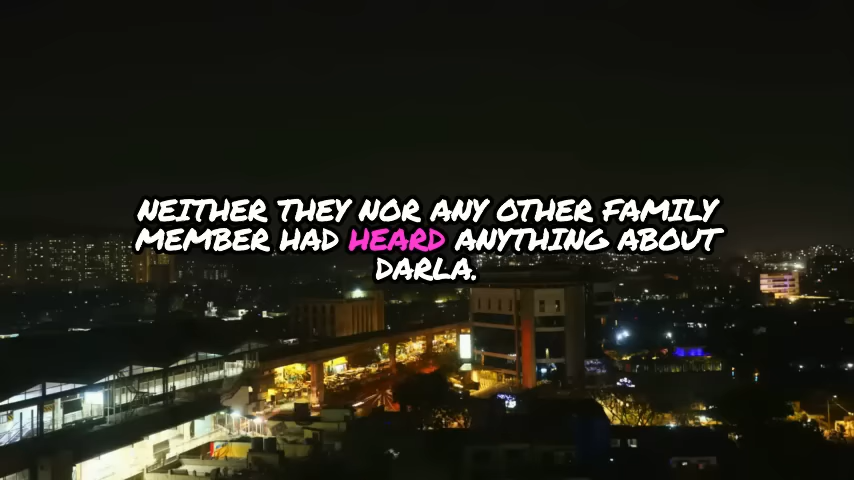 NEITHER THEY NOR ANY OTHER FAMILY
MEMBER HAD HEARD ANYTHING ABOUT
DARLA.